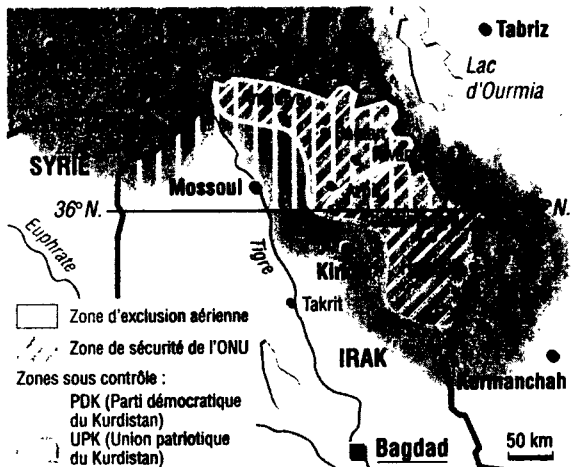 Tabriz
Lac
d'Ourmia
SYRIE
Mossoul
36° N.
N.
Euphrate
Tigre
Takrit
IRAK
Kermanchah
Bagdad
50 km
Zone d'exclusion aérienne
Zone de sécurité de l'ONU
Zones sous contrôle :
PDK (Parti démocratique
du Kurdistan)
UPK (Union patriotique
du Kurdistan)